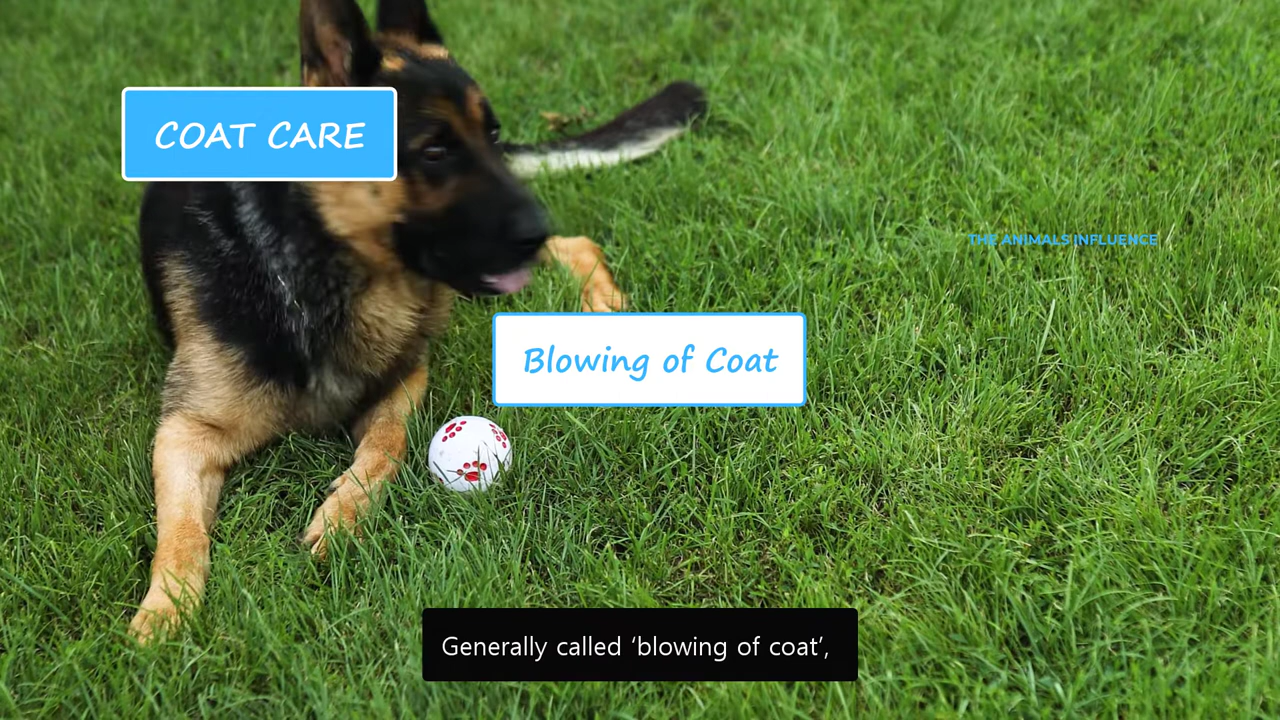 COAT CARE
THE ANIMALS INFLUENCE
Blowing of Coat
Generally called ‘blowing of coat’,